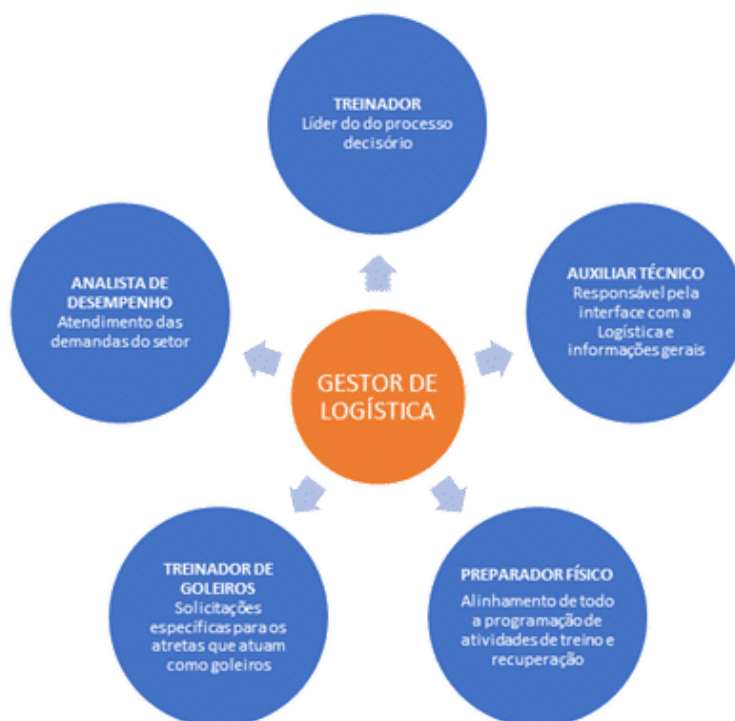 TREINADOR
Líder do do processo
decisório
ANALISTA DE
DESEMPENHO
Atendimento das
demandas do setor
AUXILIAR TÉCNICO
Responsável pela
interface com a
Logística e
informações gerais
GESTOR DE
LOGÍSTICA
TREINADOR DE
GOLEIROS
Solicitações
específicas para os
atretas que atuam
como goleiros
PREPARADOR FÍSICO
Alinhamento de todo
a programação de
atividades de treino e
recuperação